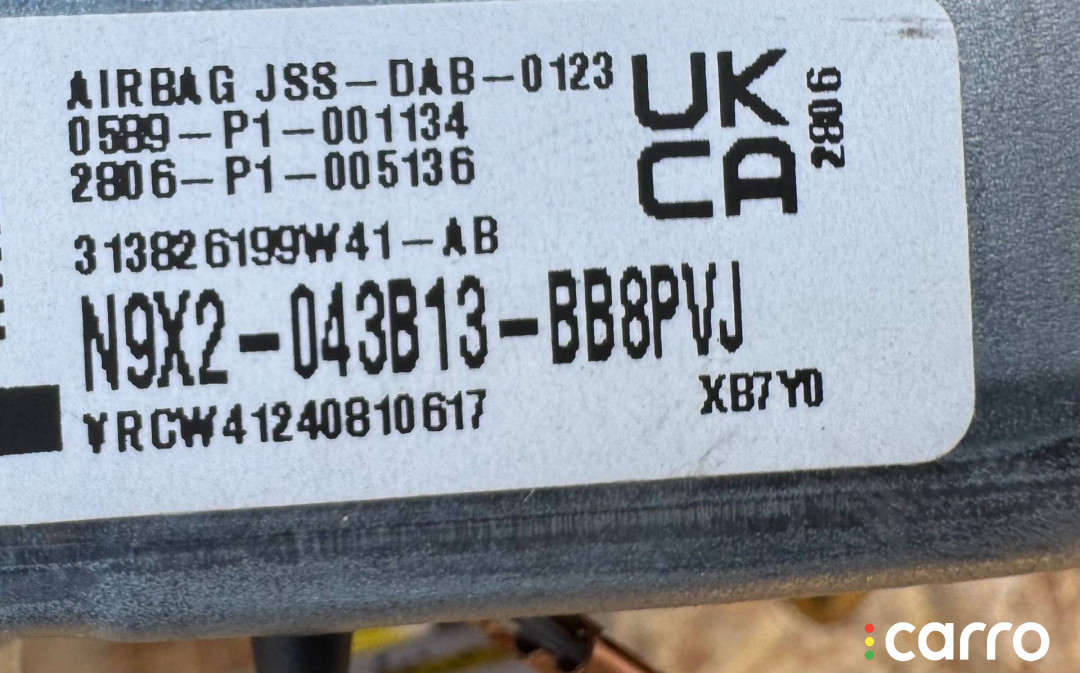 AIRBAG JSS-DAB-0123
0589-P1-001134
2806-P1-005136
UK
CA
2806
313826199W41-AB
N9X2-043B13-BB8PVJ
YRCW41240810617
XB7Y0
carro